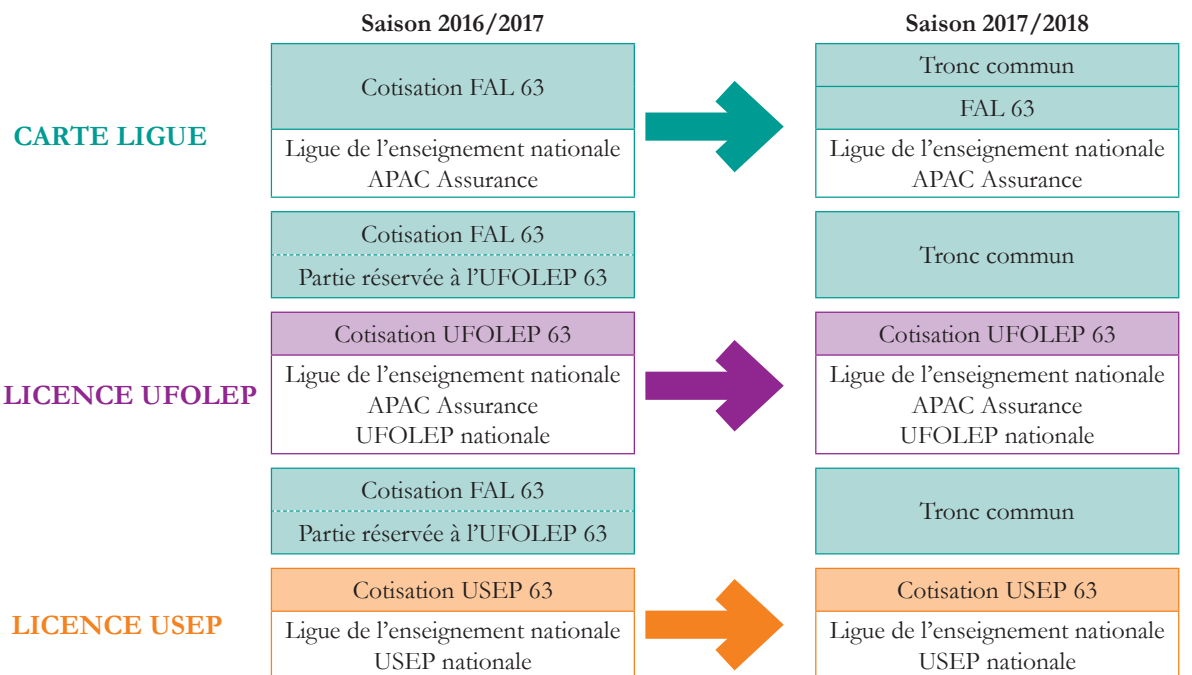 Saison 2016/2017
Saison 2017/2018
CARTE LIGUE
Cotisation FAL 63
Ligue de l'enseignement nationale
APAC Assurance
Tronc commun
FAL 63
Ligue de l'enseignement nationale
APAC Assurance
LICENCE UFOLEP
Cotisation FAL 63
Partie réservée à l'UFOLEP 63
Cotisation UFOLEP 63
Ligue de l'enseignement nationale
APAC Assurance
UFOLEP nationale
Tronc commun
Cotisation UFOLEP 63
Ligue de l'enseignement nationale
APAC Assurance
UFOLEP nationale
LICENCE USEP
Cotisation FAL 63
Partie réservée à l'UFOLEP 63
Cotisation USEP 63
Ligue de l'enseignement nationale
USEP nationale
Tronc commun
Cotisation USEP 63
Ligue de l'enseignement nationale
USEP nationale